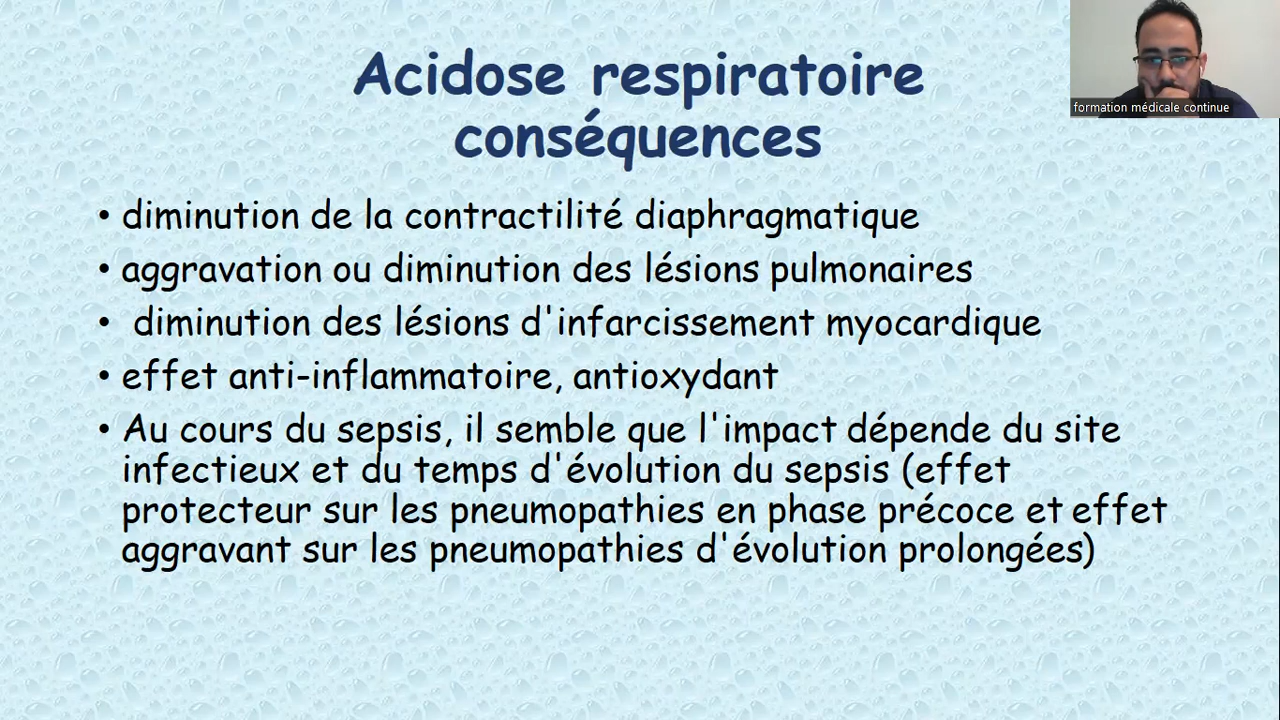 Acidose respiratoire
conséquences
formation médicale continue
• diminution de la contractilité diaphragmatique
• aggravation ou diminution des lésions pulmonaires
• diminution des lésions d'infarcissement myocardique
• effet anti-inflammatoire, antioxydant
• Au cours du sepsis, il semble que l'impact dépende du site
infectieux et du temps d'évolution du sepsis (effet
protecteur sur les pneumopathies en phase précoce et effet
aggravant sur les pneumopathies d'évolution prolongées)